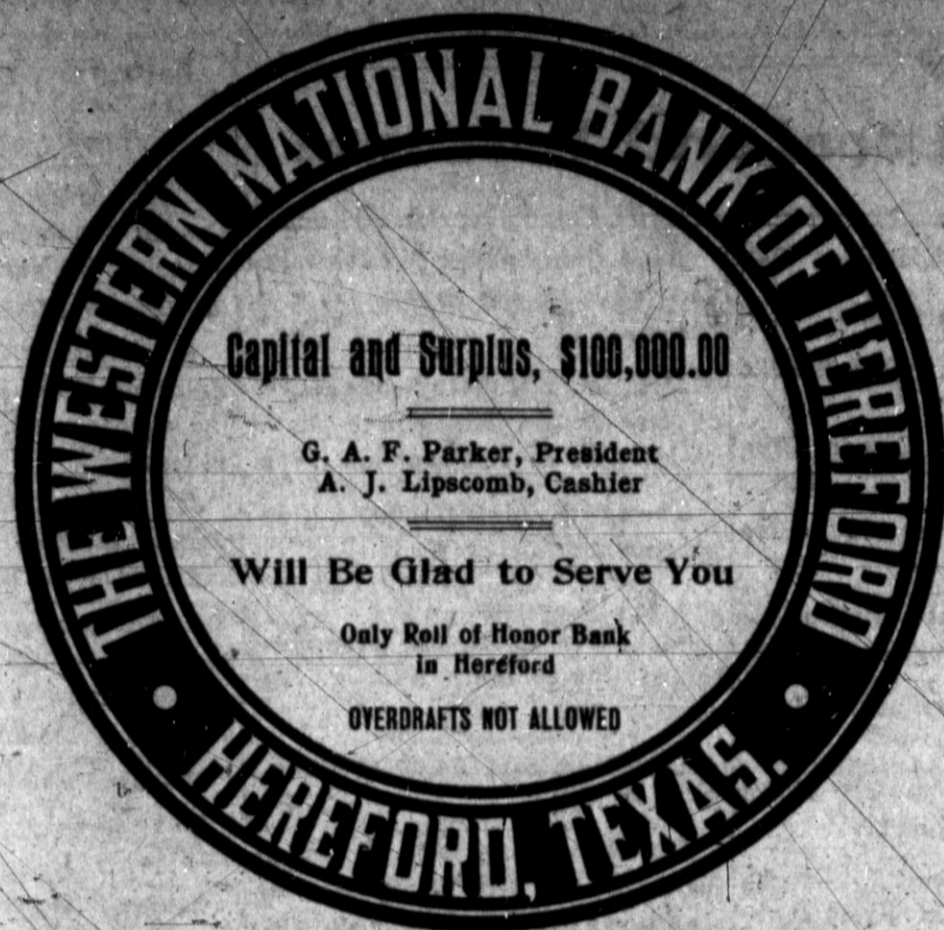 THE WESTERN NATIONAL BANK OF HEREFORD
Capital and Surplus, $100,000.00
G. A. F. Parker, President
A. J. Lipscomb, Cashier
Will Be Glad to Serve You
Only Roll of Honor Bank
in Hereford
OVERDRAFTS NOT ALLOWED
HEREFORD, TEXAS.